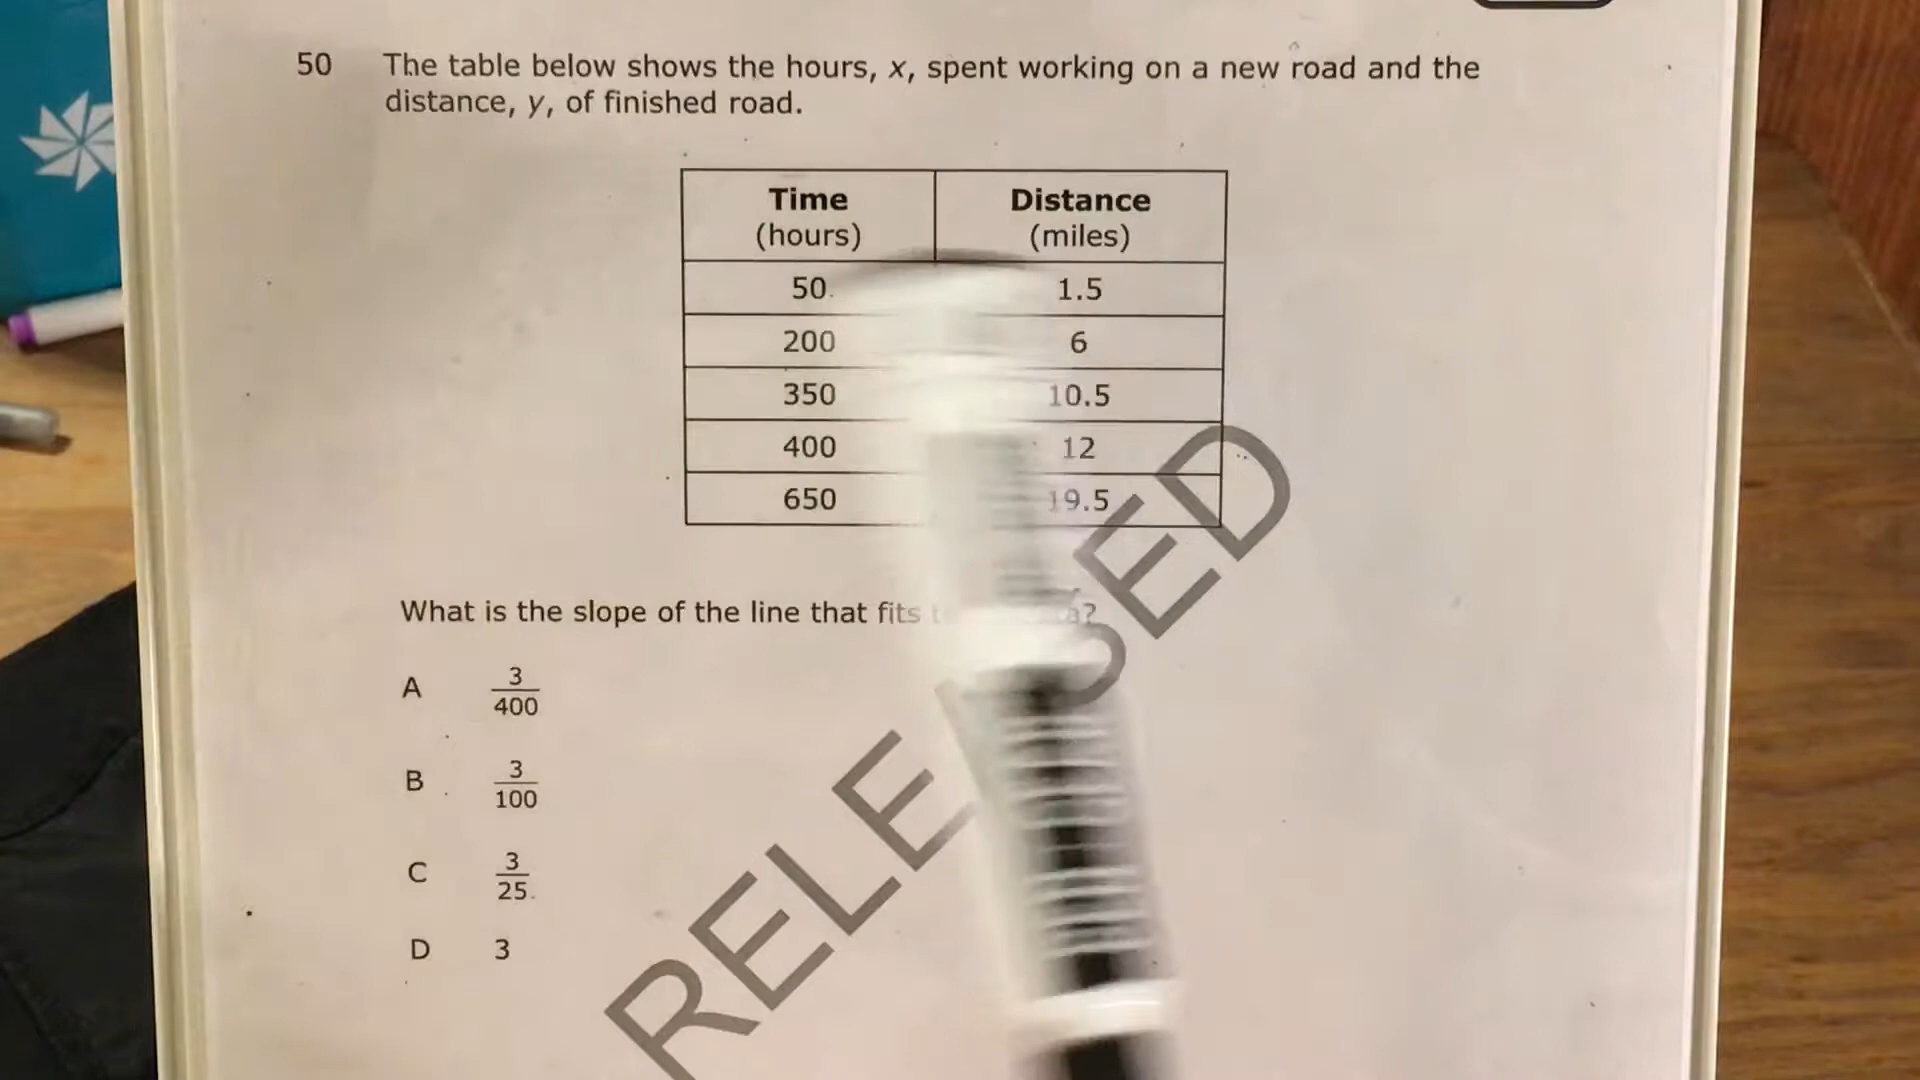 50 The table below shows the hours, x, spent working on a new road and the
distance, y, of finished road.
Time Distance
(hours) (miles)
50 1.5
200 6
350 10.5
400 12
650 19.5
What is the slope of the line that fits
A 3/400
B 3/100
C 3/25
D 3
RELEASED